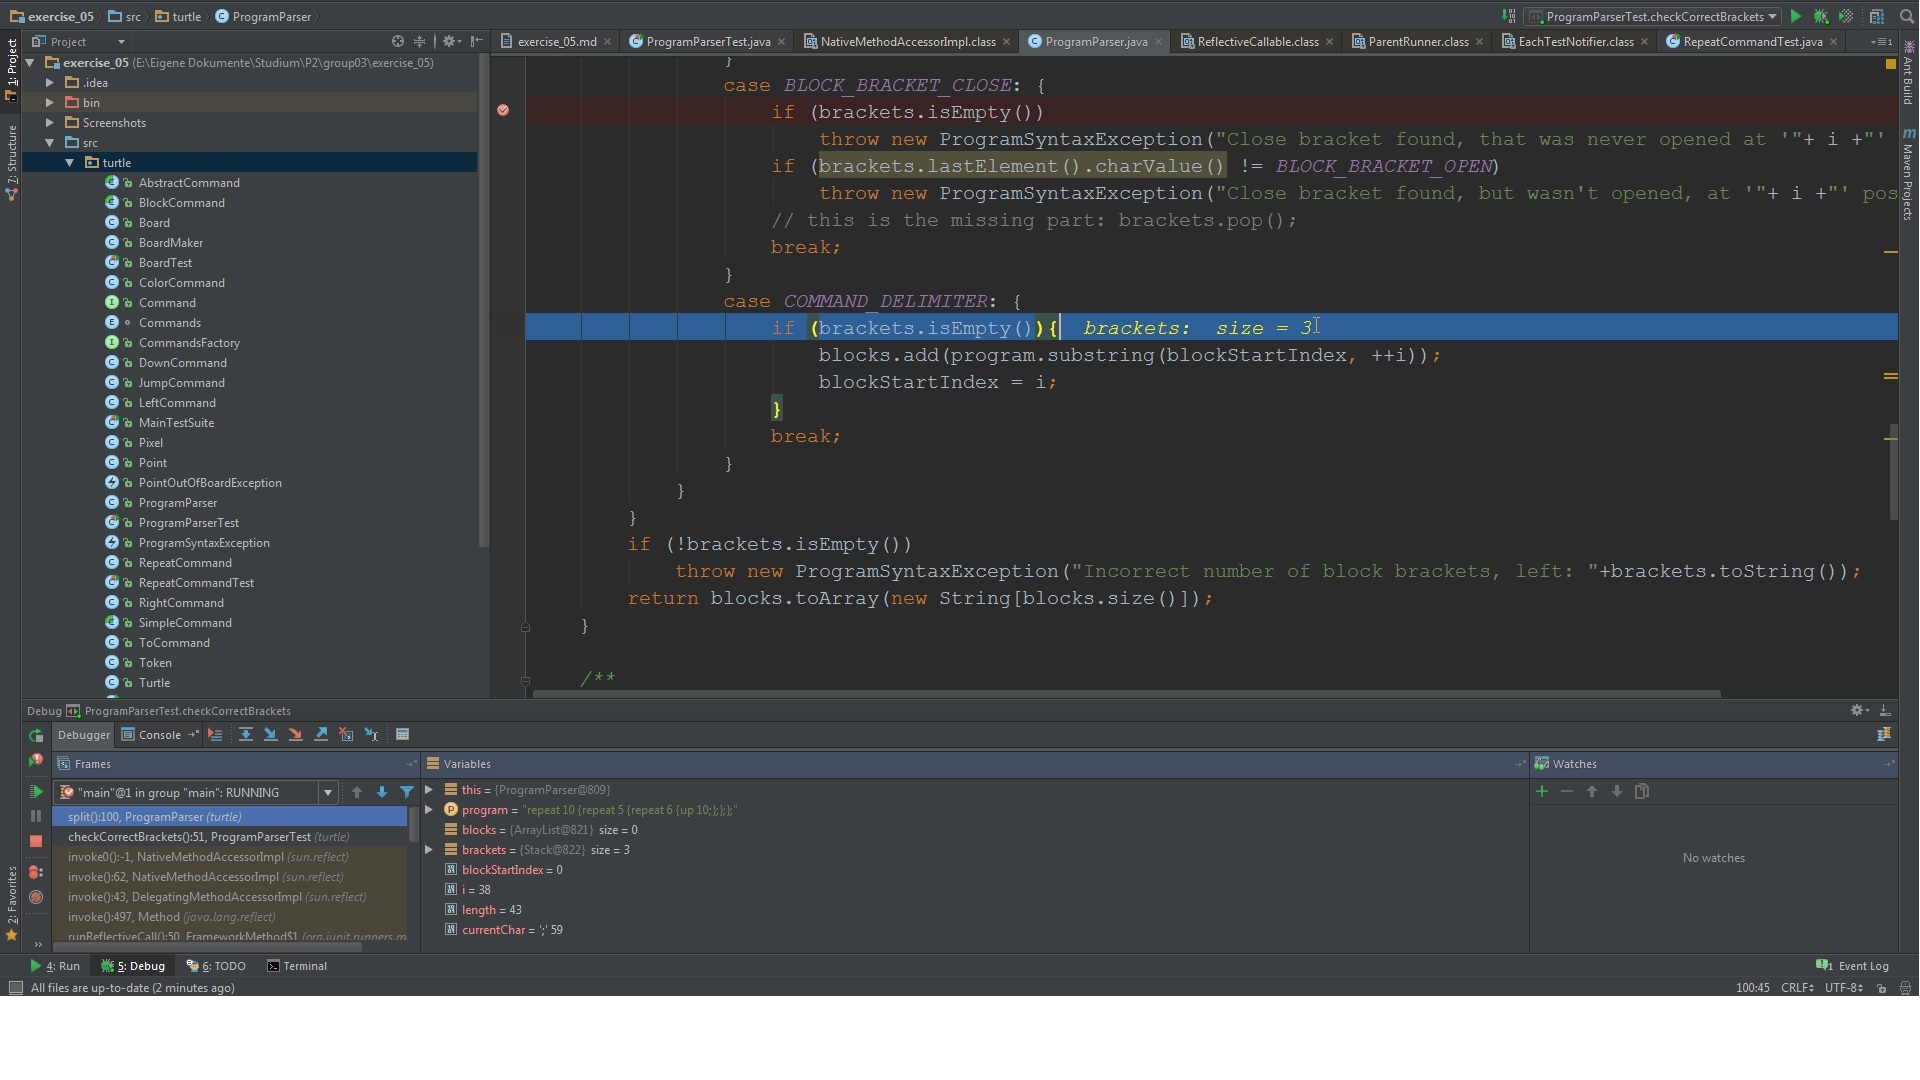 exercise_05 src turtle ProgramParser ProgramParserTest.checkCorrectBrackets
Project
exercise_05.md ProgramParserTest.java NativeMethodAccessorImpl.class ProgramParser.java ReflectiveCallable.class ParentRunner.class EachTestNotifier.class RepeatCommandTest.java
1: Project
7: Structure
2: Favorites
Ant Build
Maven Projects
exercise_05 (E:\Eigene Dokumente\Studium\P2\group03\exercise_05)
.idea
bin
Screenshots
src
turtle
AbstractCommand
BlockCommand
Board
BoardMaker
BoardTest
ColorCommand
Command
Commands
CommandsFactory
DownCommand
JumpCommand
LeftCommand
MainTestSuite
Pixel
Point
PointOutOfBoardException
ProgramParser
ProgramParserTest
ProgramSyntaxException
RepeatCommand
RepeatCommandTest
RightCommand
SimpleCommand
ToCommand
Token
Turtle
}
case BLOCK_BRACKET_CLOSE: {
if (brackets.isEmpty())
throw new ProgramSyntaxException("Close bracket found, that was never opened at '"+ i +"'
if (brackets.lastElement().charValue() != BLOCK_BRACKET_OPEN)
throw new ProgramSyntaxException("Close bracket found, but wasn't opened, at '"+ i +"' pos
// this is the missing part: brackets.pop();
break;
}
case COMMAND_DELIMITER: {
if (brackets.isEmpty()){ brackets: size = 3
blocks.add(program.substring(blockStartIndex, ++i));
blockStartIndex = i;
}
break;
}
}
}
if (!brackets.isEmpty())
throw new ProgramSyntaxException("Incorrect number of block brackets, left: "+brackets.toString());
return blocks.toArray(new String[blocks.size()]);
}
/**
Debug ProgramParserTest.checkCorrectBrackets
Debugger Console
Frames
"main"@1 in group "main": RUNNING
split():100, ProgramParser (turtle)
checkCorrectBrackets():51, ProgramParserTest (turtle)
invoke0():-1, NativeMethodAccessorImpl (sun.reflect)
invoke():62, NativeMethodAccessorImpl (sun.reflect)
invoke():43, DelegatingMethodAccessorImpl (sun.reflect)
invoke():497, Method (java.lang.reflect)
runReflectiveCall():50, FrameworkMethod$1 (org.junit.runners.m
Variables
this = {ProgramParser@809}
program = "repeat 10 {repeat 5 {repeat 6 {up 10;};};};"
blocks = {ArrayList@821} size = 0
brackets = {Stack@822} size = 3
blockStartIndex = 0
i = 38
length = 43
currentChar = ';' 59
Watches
No watches
4: Run 5: Debug 6: TODO Terminal 1 Event Log
All files are up-to-date (2 minutes ago) 100:45 CRLF UTF-8